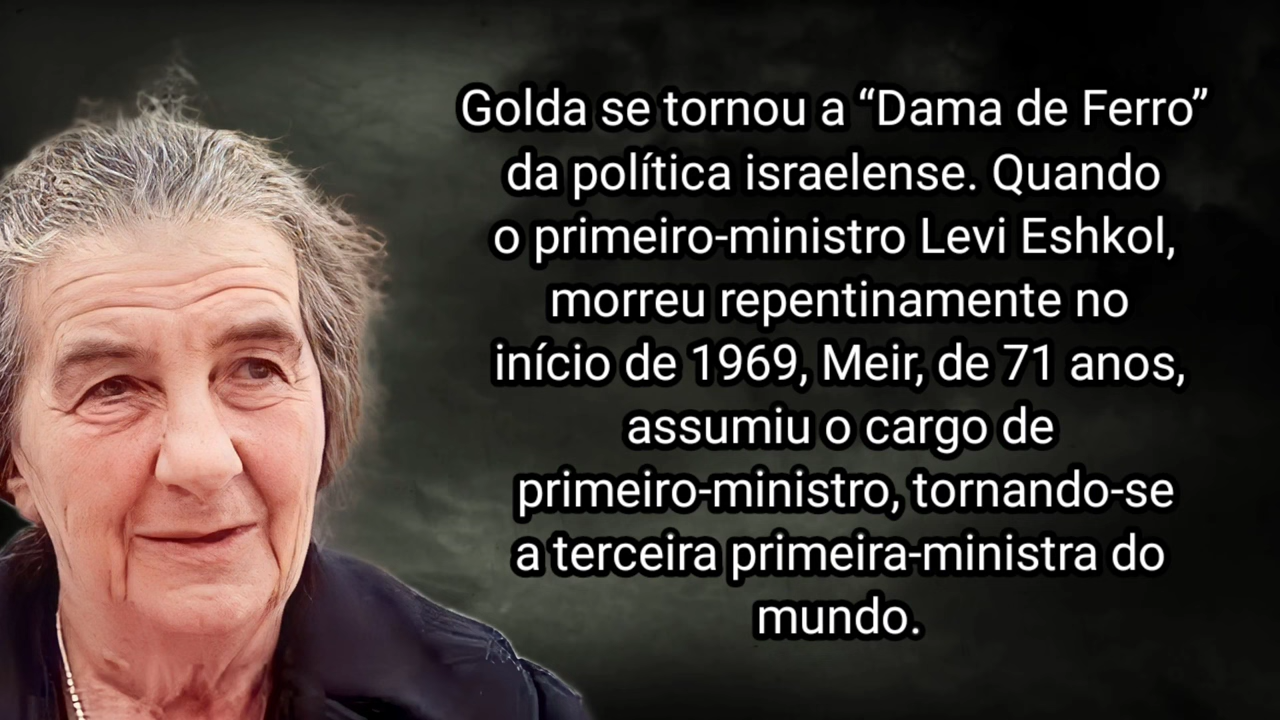 Golda se tornou a “Dama de Ferro”
da política israelense. Quando
o primeiro-ministro Levi Eshkol,
morreu repentinamente no
início de 1969, Meir, de 71 anos,
assumiu o cargo de
primeiro-ministro, tornando-se
a terceira primeira-ministra do
mundo.